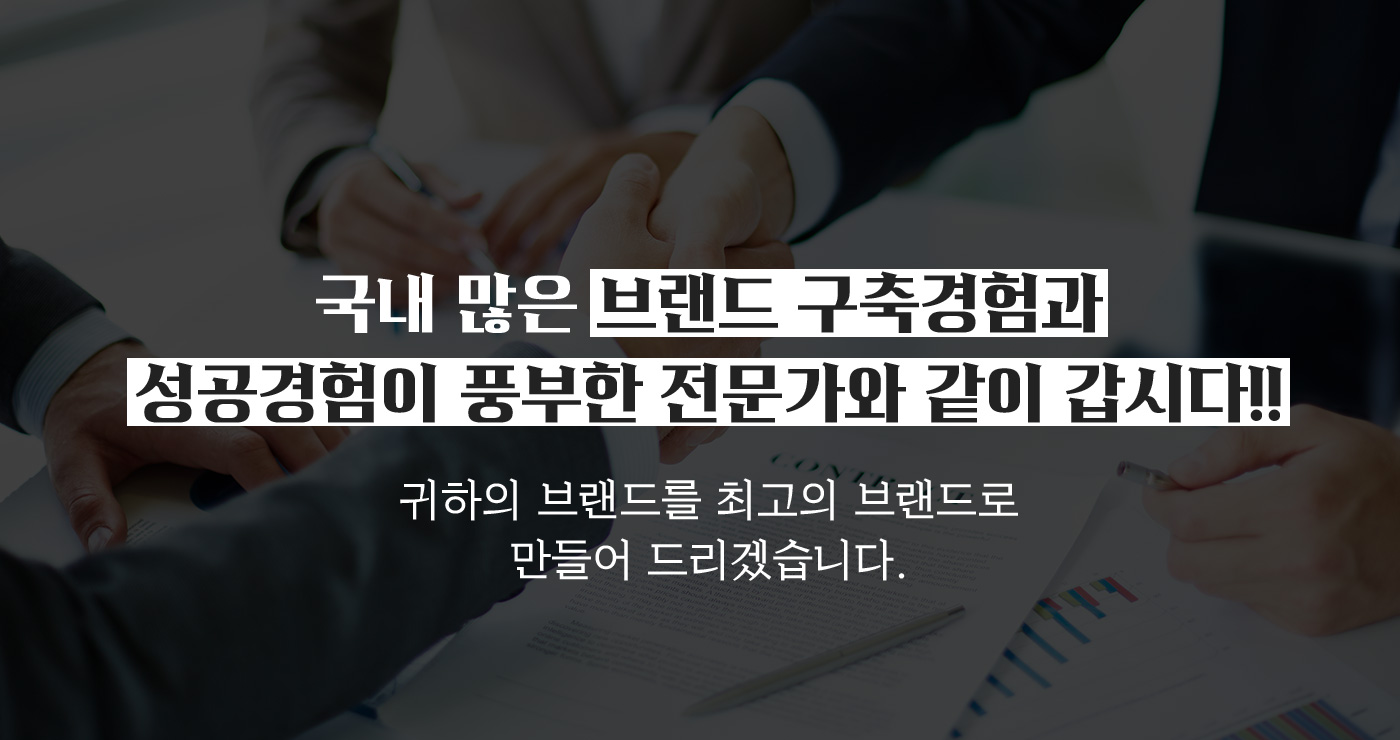 국내 많은 브랜드 구축경험과
성공경험이 풍부한 전문가와 같이 갑시다!!
귀하의 브랜드를 최고의 브랜드로
만들어 드리겠습니다.